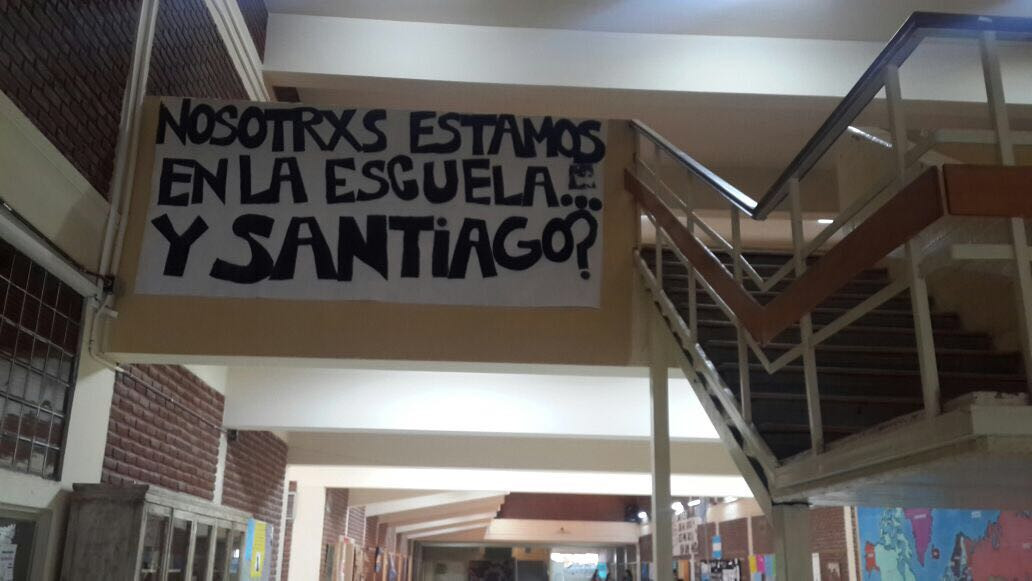 NOSOTRXS ESTAMOS
EN LA ESCUELA...
Y SANTIAGO?